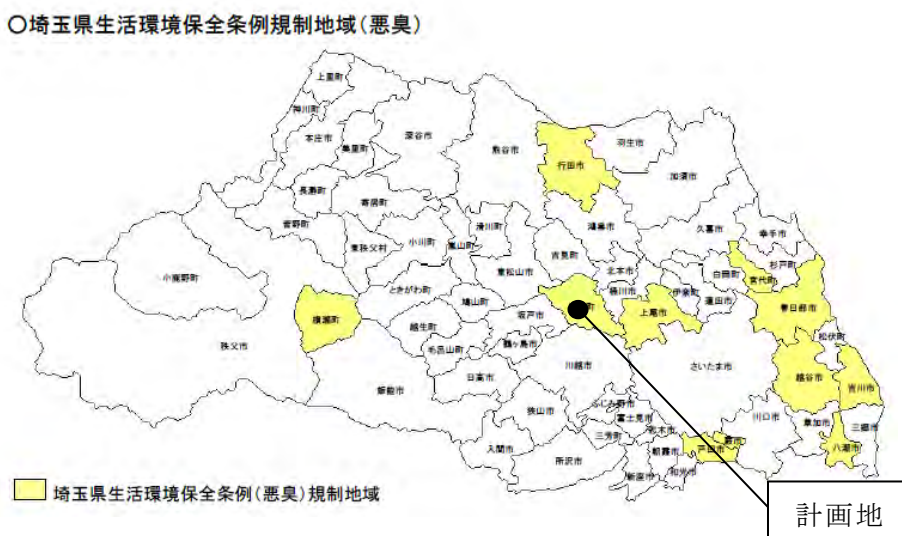 ○埼玉県生活環境保全条例規制地域（悪臭）
上里町
神川町
本庄市
美里町
深谷市
熊谷市
行田市
羽生市
加須市
長瀞町
寄居町
皆野町
東秩父村
小川町
嵐山町
滑川町
吉見町
鴻巣市
久喜市
幸手市
小鹿野町
ときがわ町
東松山市
北本市
桶川市
伊奈町
蓮田市
白岡町
宮代町
杉戸町
春日部市
横瀬町
秩父市
鳩山町
越生町
毛呂山町
坂戸市
鶴ヶ島市
町
上尾市
松伏町
日高市
川越市
さいたま市
越谷市
吉川市
飯能市
狭山市
ふじみ野市
富士見市
三芳町
志木市
川口市
草加市
三郷市
八潮市
入間市
所沢市
朝霞市
新座市
和光市
戸田市
蕨市
埼玉県生活環境保全条例（悪臭）規制地域
計画地